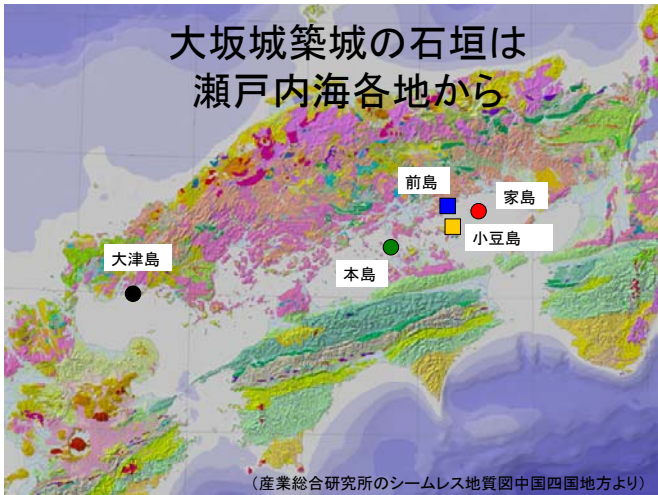 大坂城築城の石垣は
瀬戸内海各地から
前島
家島
小豆島
大津島
本島
（産業総合研究所のシームレス地質図中国四国地方より）